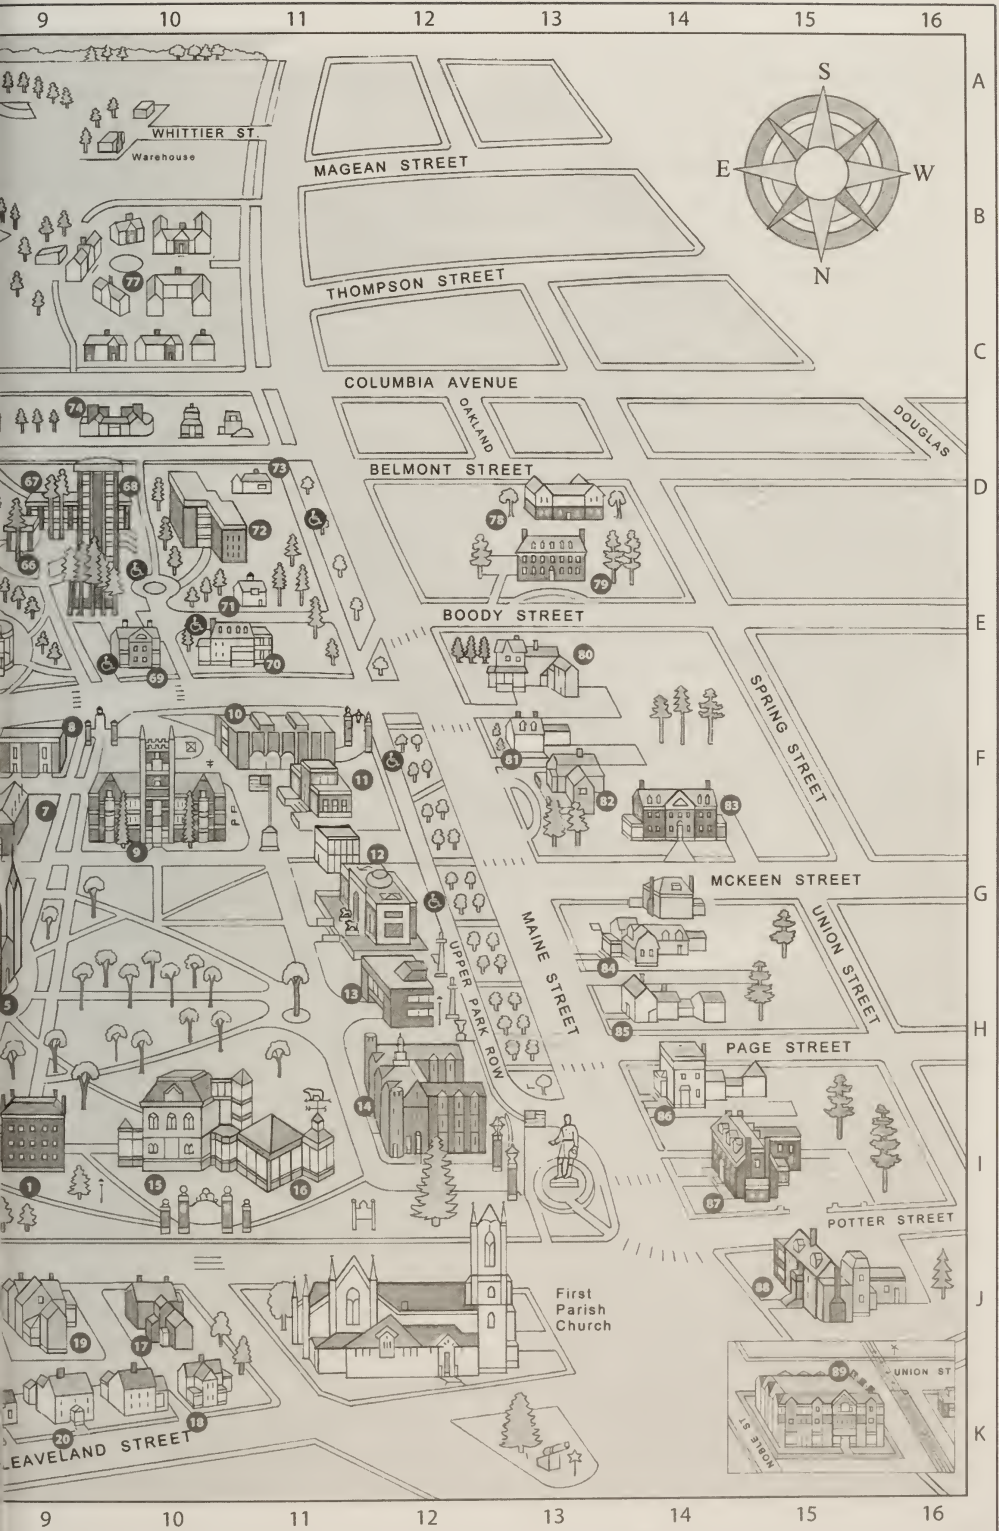 9 10 11 12 13 14 15 16
A
S
WHITTIER ST.
Warehouse
MAGEAN STREET
E W
B
N
THOMPSON STREET
77
C
COLUMBIA AVENUE
74
OAKLAND
DOUGLAS
BELMONT STREET
67 68 73
D
78
72
66
79
71
BOODY STREET
E
70
69
80
SPRING STREET
10
8
F
81
11
82 83
7
9
12
MCKEEN STREET
G
MAINE STREET
UNION STREET
UPPER PARK ROW
84
13
5
85
H
PAGE STREET
14
86
I
1 15 16
87
POTTER STREET
88
J
First
Parish
Church
19 17
89
UNION ST
18
NOBLE ST
K
20
LEAVELAND STREET
9 10 11 12 13 14 15 16